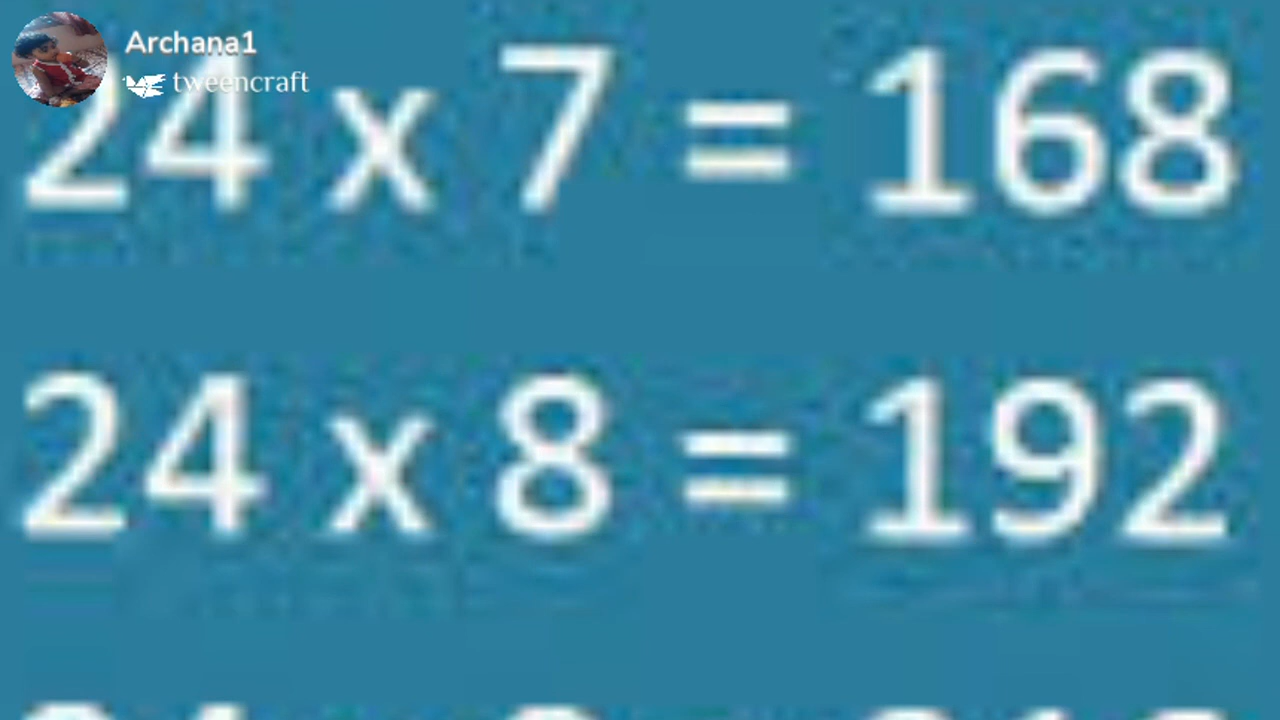 Archana1
tweencraft
24 x 7 = 168
24 x 8 = 192